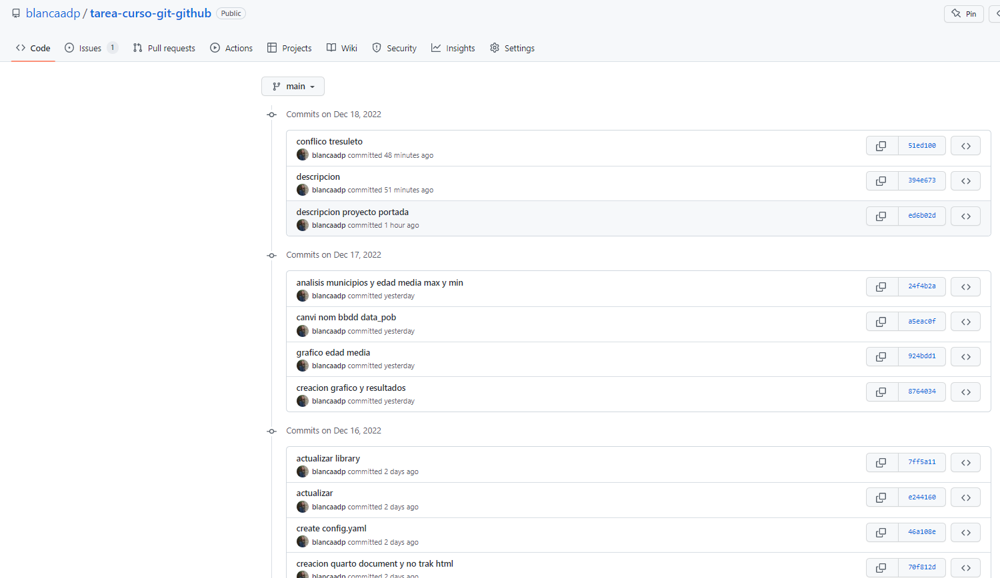 blancaadp / tarea-curso-git-github Public
Pin
Code Issues 1 Pull requests Actions Projects Wiki Security Insights Settings
main
Commits on Dec 18, 2022
conflico tresuleto
blancaadp committed 48 minutes ago
51ed100
descripcion
blancaadp committed 51 minutes ago
394e673
descripcion proyecto portada
blancaadp committed 1 hour ago
ed6b02d
Commits on Dec 17, 2022
analisis municipios y edad media max y min
blancaadp committed yesterday
24f4b2a
canvi nom bbdd data_pob
blancaadp committed yesterday
a5eac0f
grafico edad media
blancaadp committed yesterday
924bdd1
creacion grafico y resultados
blancaadp committed yesterday
8764034
Commits on Dec 16, 2022
actualizar library
blancaadp committed 2 days ago
7ff5a11
actualizar
blancaadp committed 2 days ago
e244160
create config.yaml
blancaadp committed 2 days ago
46a108e
creacion quarto document y no trak html
blancaadp committed 2 days ago
70f812d